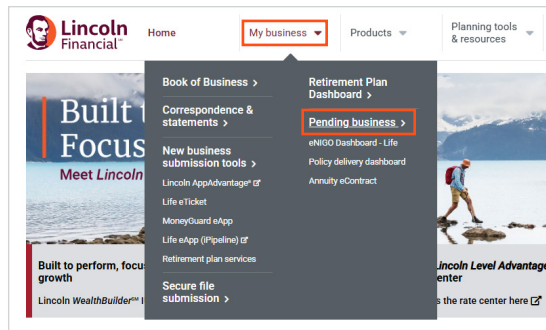 Lincoln
Financial℠
Home
My business
Products
Planning tools
& resources
Book of Business >
Correspondence &
statements >
New business
submission tools >
Lincoln AppAdvantage®
Life eTicket
MoneyGuard eApp
Life eApp (iPipeline)
Retirement plan services
Secure file
submission >
Retirement Plan
Dashboard >
Pending business >
eNIGO Dashboard - Life
Policy delivery dashboard
Annuity eContract
Built
Focus
Meet Lincoln
Built to perform, focu
growth
Lincoln WealthBuilder℠
Lincoln Level Advantage
enter
s the rate center here